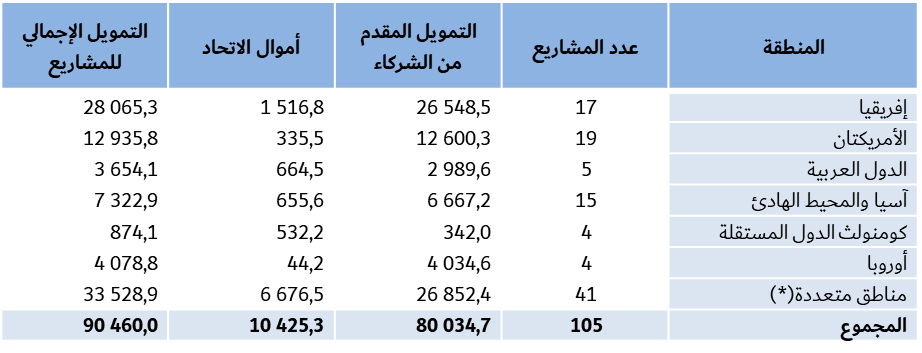 المنطقة عدد المشاريع التمويل المقدم من الشركاء أموال الاتحاد التمويل الإجمالي للمشاريع
إفريقيا 17 26 548,5 1 516,8 28 065,3
الأمريكتان 19 12 600,3 335,5 12 935,8
الدول العربية 5 2 989,6 664,5 3 654,1
آسيا والمحيط الهادئ 15 6 667,2 655,6 7 322,9
كومنولث الدول المستقلة 4 342,0 532,2 874,1
أوروبا 4 4 034,6 44,2 4 078,8
مناطق متعددة(*) 41 26 852,4 6 676,5 33 528,9
المجموع 105 80 034,7 10 425,3 90 460,0